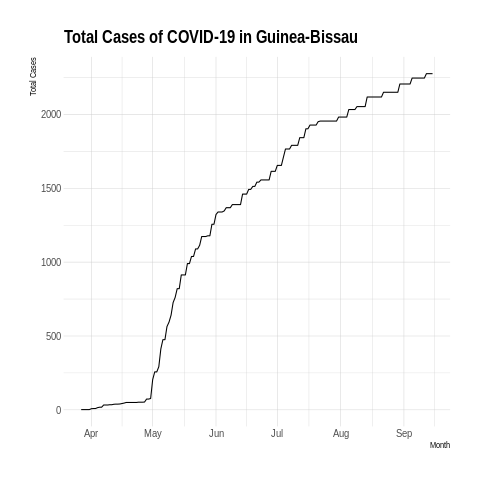 Total Cases of COVID-19 in Guinea-Bissau
Total Cases
2000
1500
1000
500
0
Apr May Jun Jul Aug Sep
Month